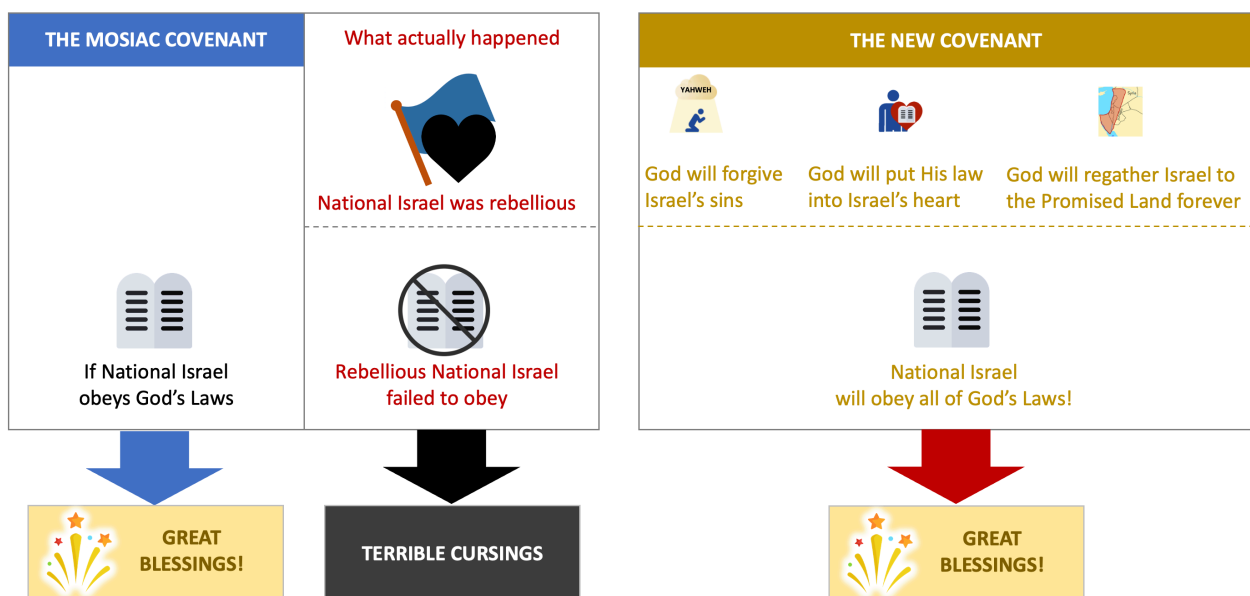 THE MOSIAC COVENANT
If National Israel
obeys God's Laws
GREAT
BLESSINGS!
What actually happened
National Israel was rebellious
Rebellious National Israel
failed to obey
TERRIBLE CURSINGS
THE NEW COVENANT
YAHWEH
God will forgive
Israel's sins
God will put His law
into Israel's heart
Syria
God will regather Israel to
the Promised Land forever
National Israel
will obey all of God's Laws!
GREAT
BLESSINGS!